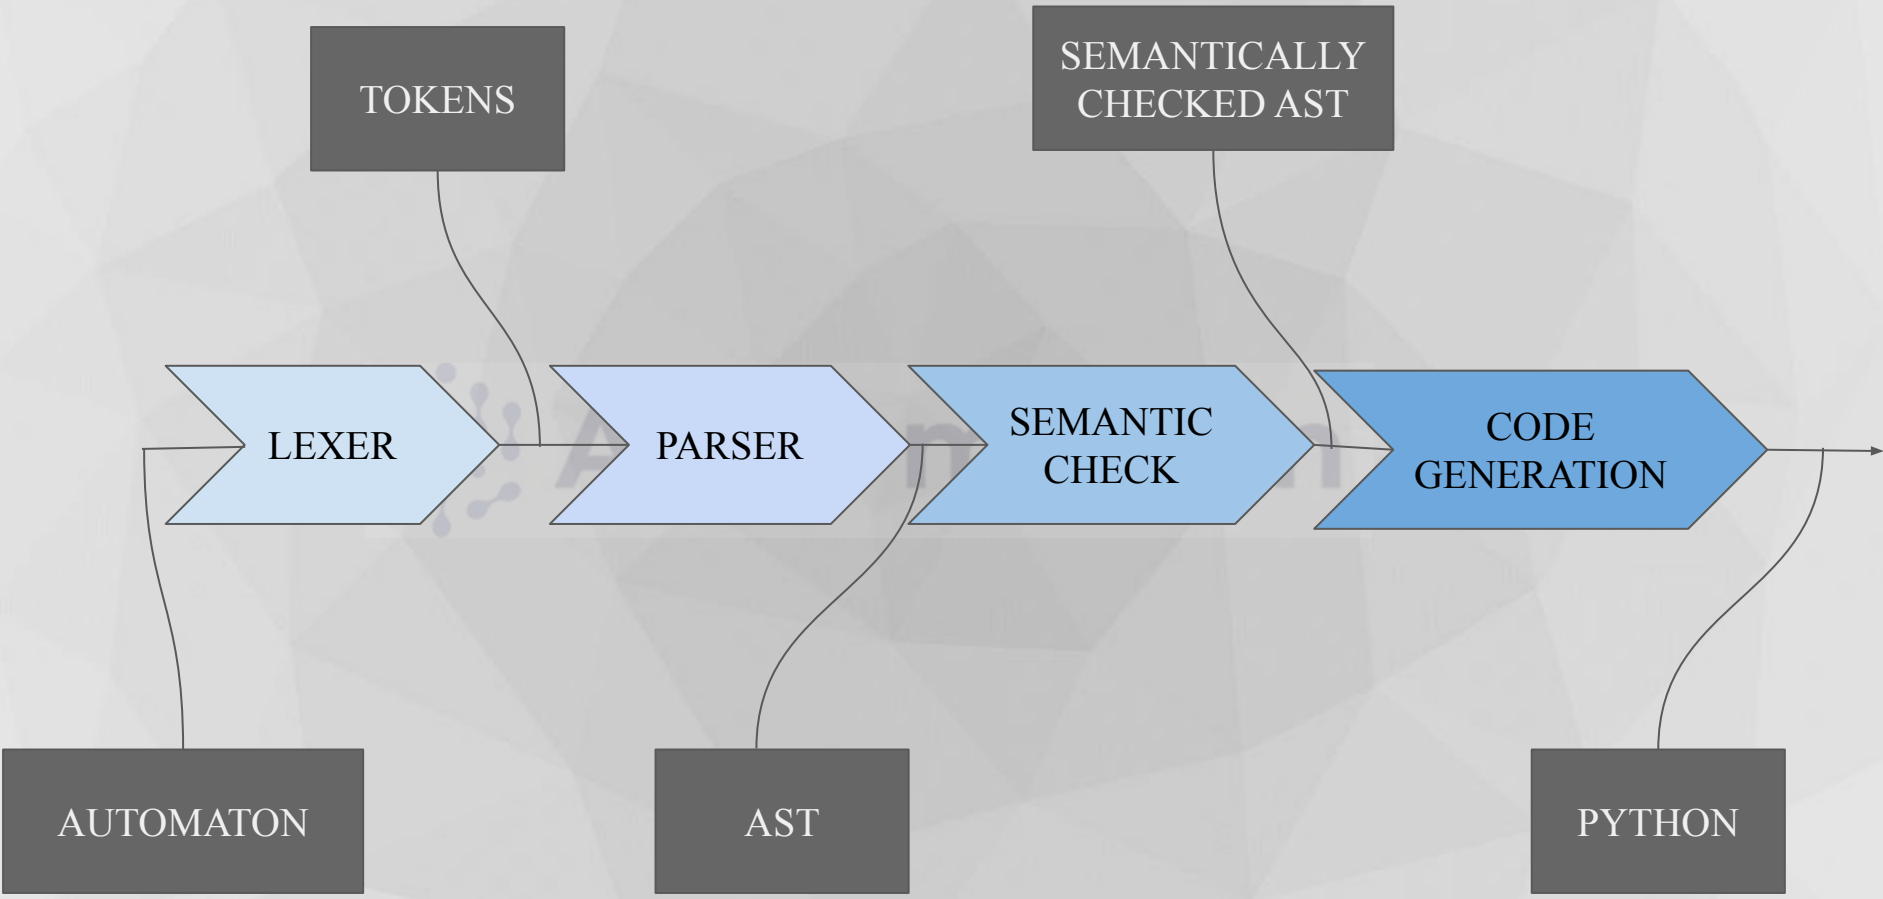 TOKENS
SEMANTICALLY
CHECKED AST
LEXER
PARSER
SEMANTIC
CHECK
CODE
GENERATION
AUTOMATON
AST
PYTHON